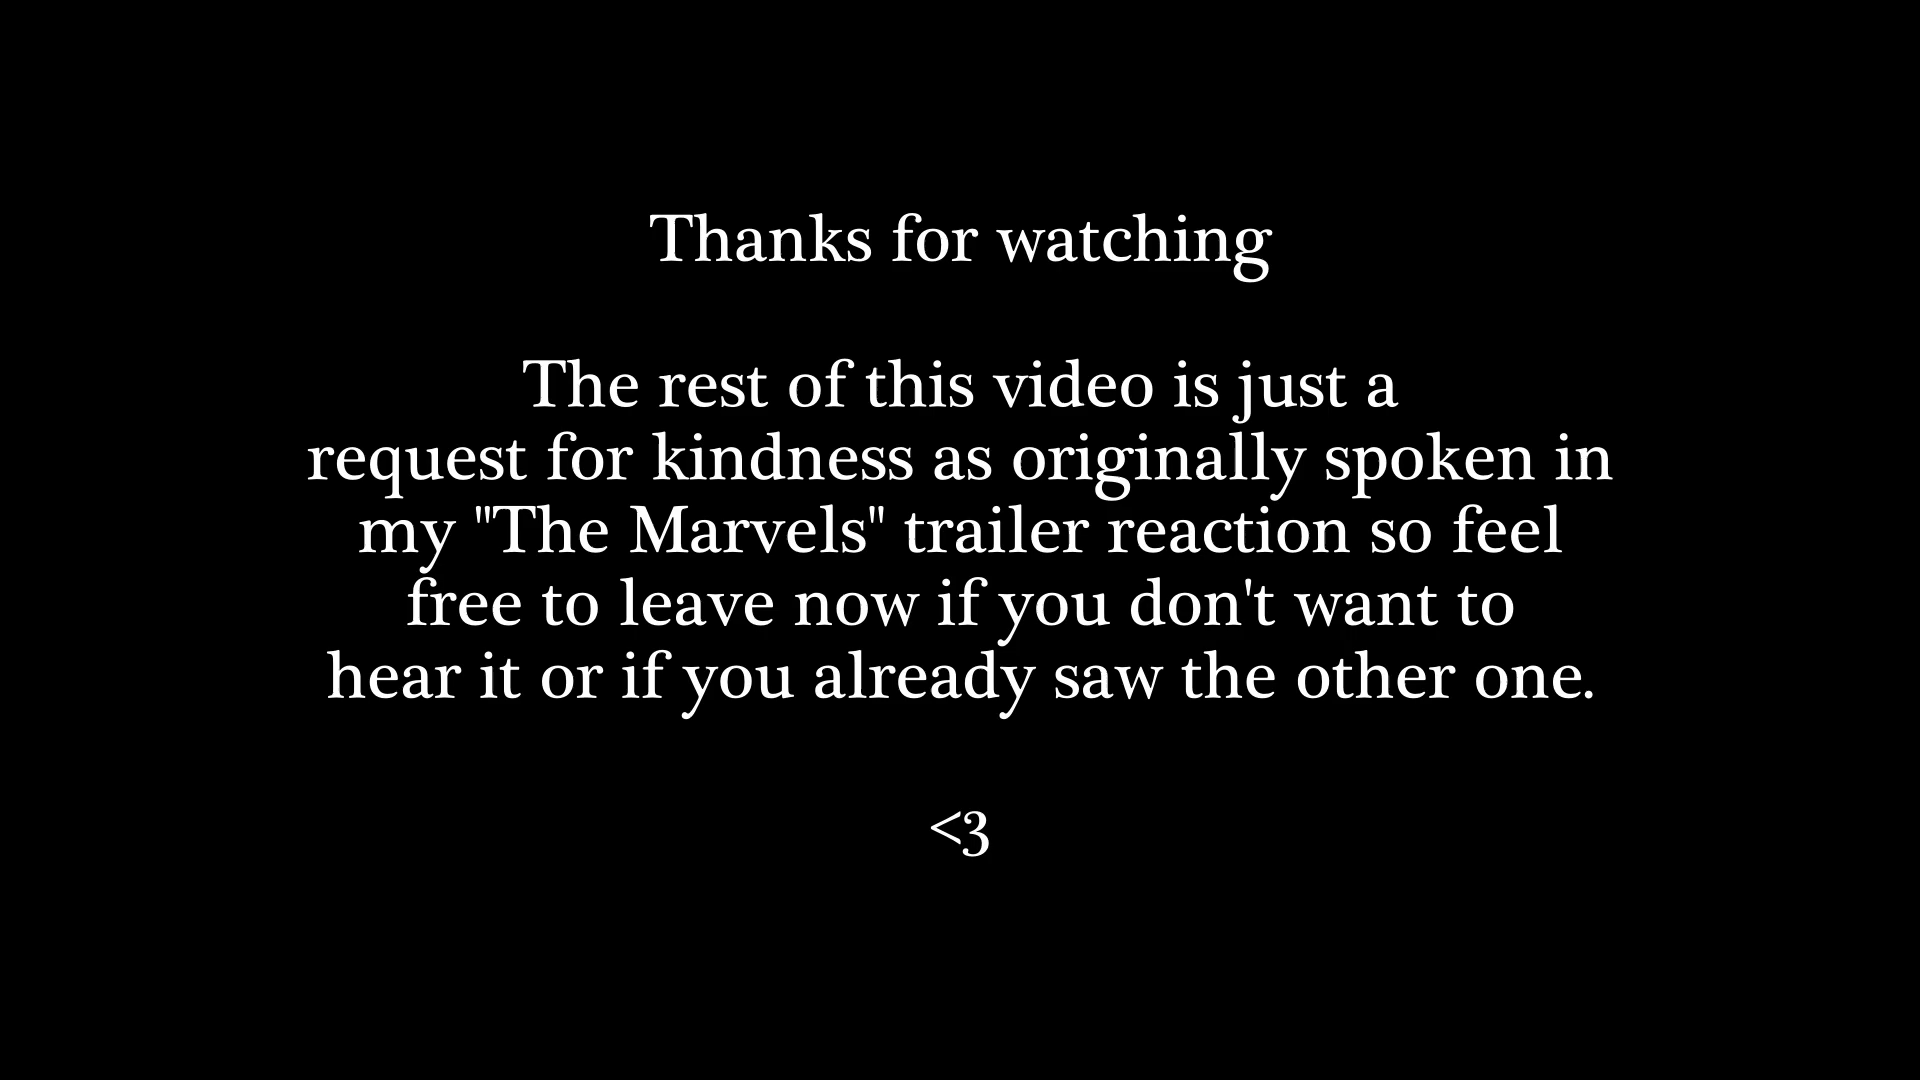 Thanks for watching
The rest of this video is just a
request for kindness as originally spoken in
my "The Marvels" trailer reaction so feel
free to leave now if you don't want to
hear it or if you already saw the other one.
<3